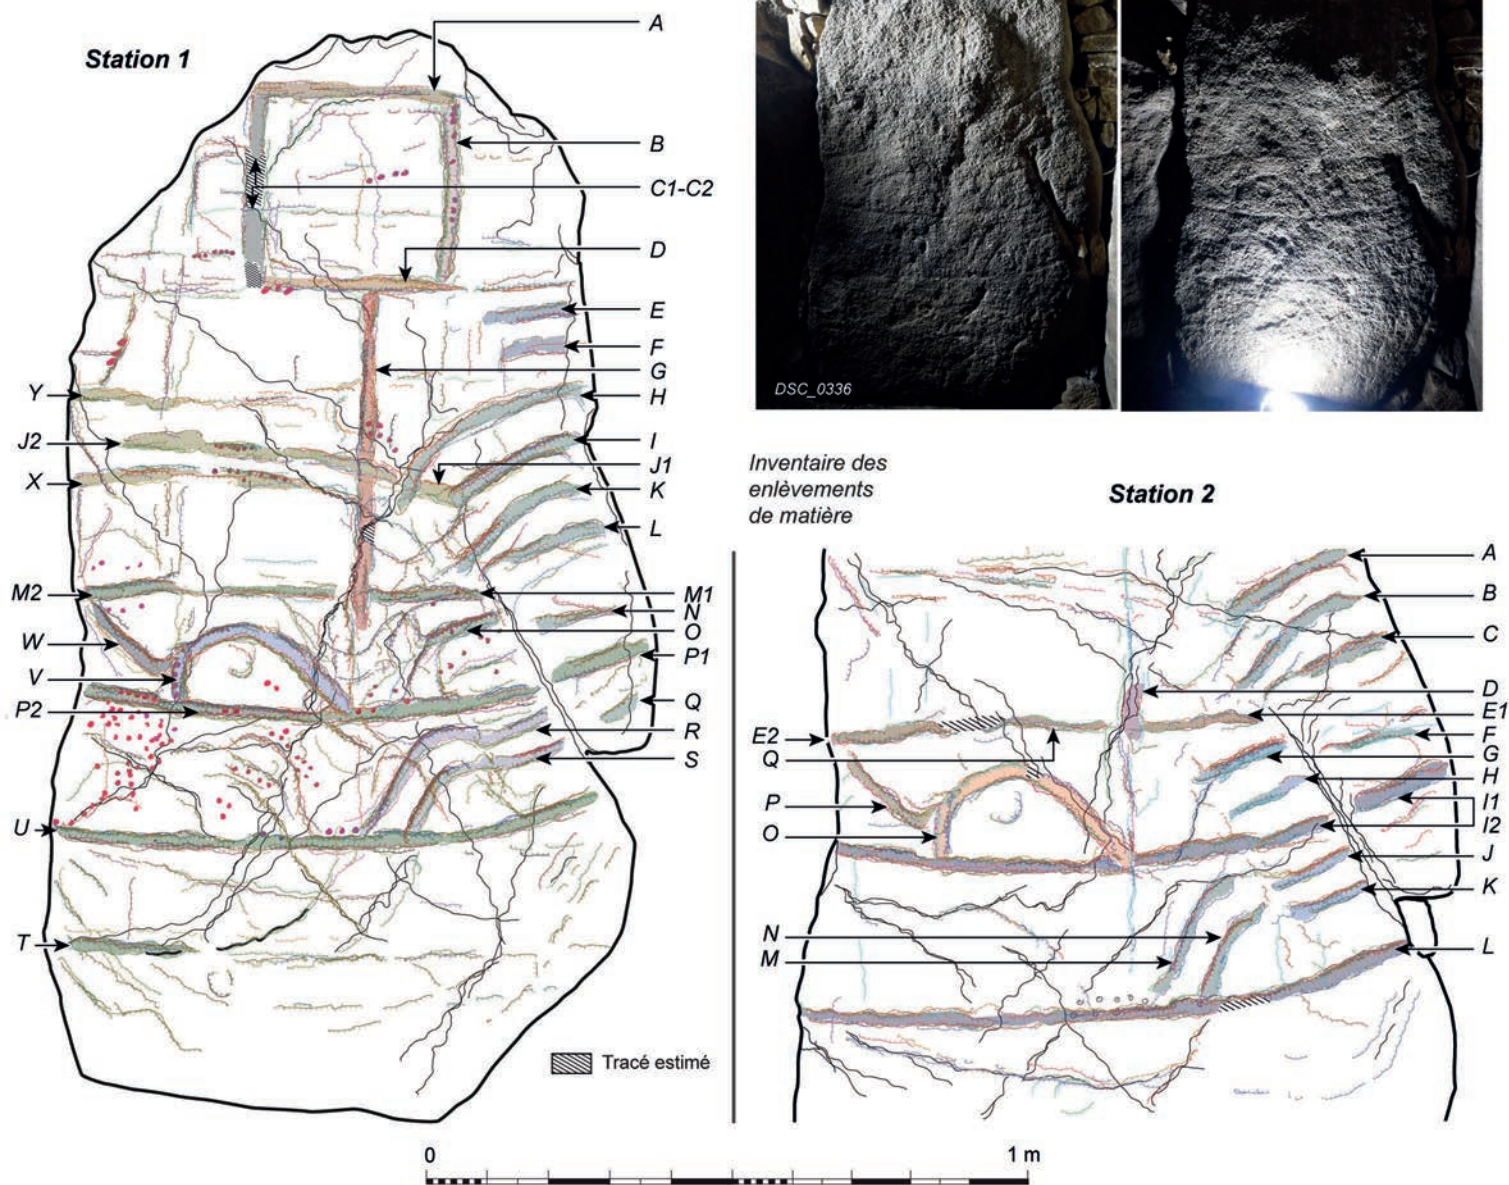 Station 1
A
B
C1-C2
D
E
F
G
H
I
J1
K
L
M1
N
O
P1
Q
R
S
Y
J2
X
M2
W
V
P2
U
T
Tracé estimé
DSC_0336
Inventaire des
enlèvements
de matière
Station 2
A
B
C
D
E1
F
G
H
I1
I2
J
K
L
E2
Q
P
O
N
M
0 1 m